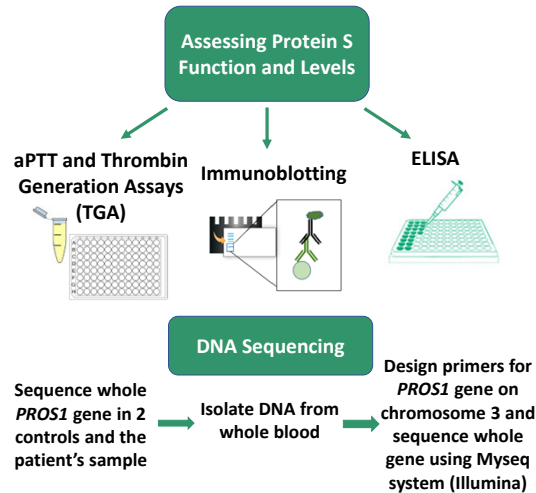 Assessing Protein S
Function and Levels
aPTT and Thrombin
Generation Assays
(TGA)
Immunoblotting
ELISA
A
B
C
D
E
F
G
H
DNA Sequencing
Sequence whole
PROS1 gene in 2
controls and the
patient's sample
Isolate DNA from
whole blood
Design primers for
PROS1 gene on
chromosome 3 and
sequence whole
gene using Myseq
system (Illumina)